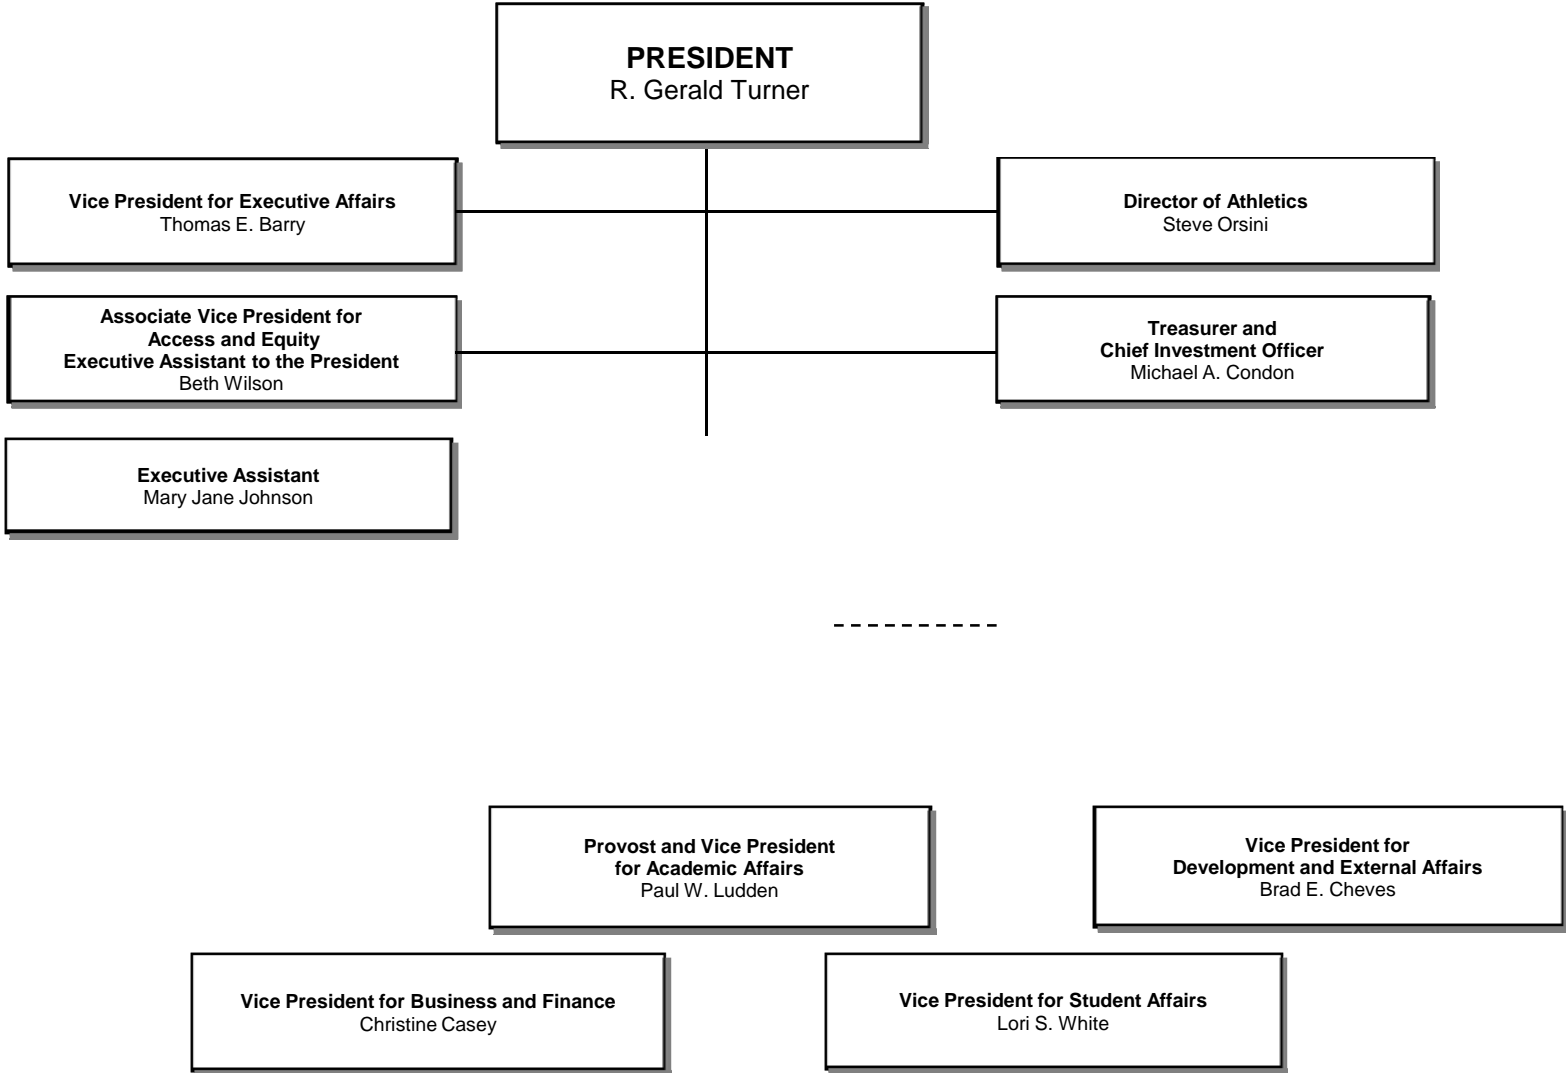 PRESIDENT
R. Gerald Turner
Vice President for Executive Affairs
Thomas E. Barry
Director of Athletics
Steve Orsini
Associate Vice President for
Access and Equity
Executive Assistant to the President
Beth Wilson
Treasurer and
Chief Investment Officer
Michael A. Condon
Executive Assistant
Mary Jane Johnson
Provost and Vice President
for Academic Affairs
Paul W. Ludden
Vice President for
Development and External Affairs
Brad E. Cheves
Vice President for Business and Finance
Christine Casey
Vice President for Student Affairs
Lori S. White